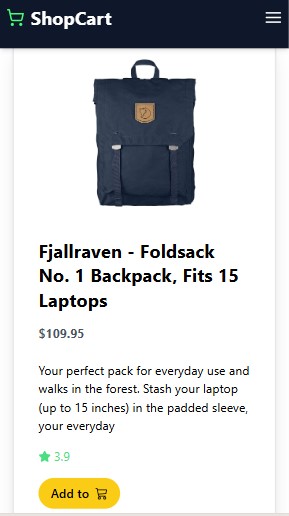 ShopCart
Fjallraven - Foldsack
No. 1 Backpack, Fits 15
Laptops
$109.95
Your perfect pack for everyday use and
walks in the forest. Stash your laptop
(up to 15 inches) in the padded sleeve,
your everyday
3.9
Add to